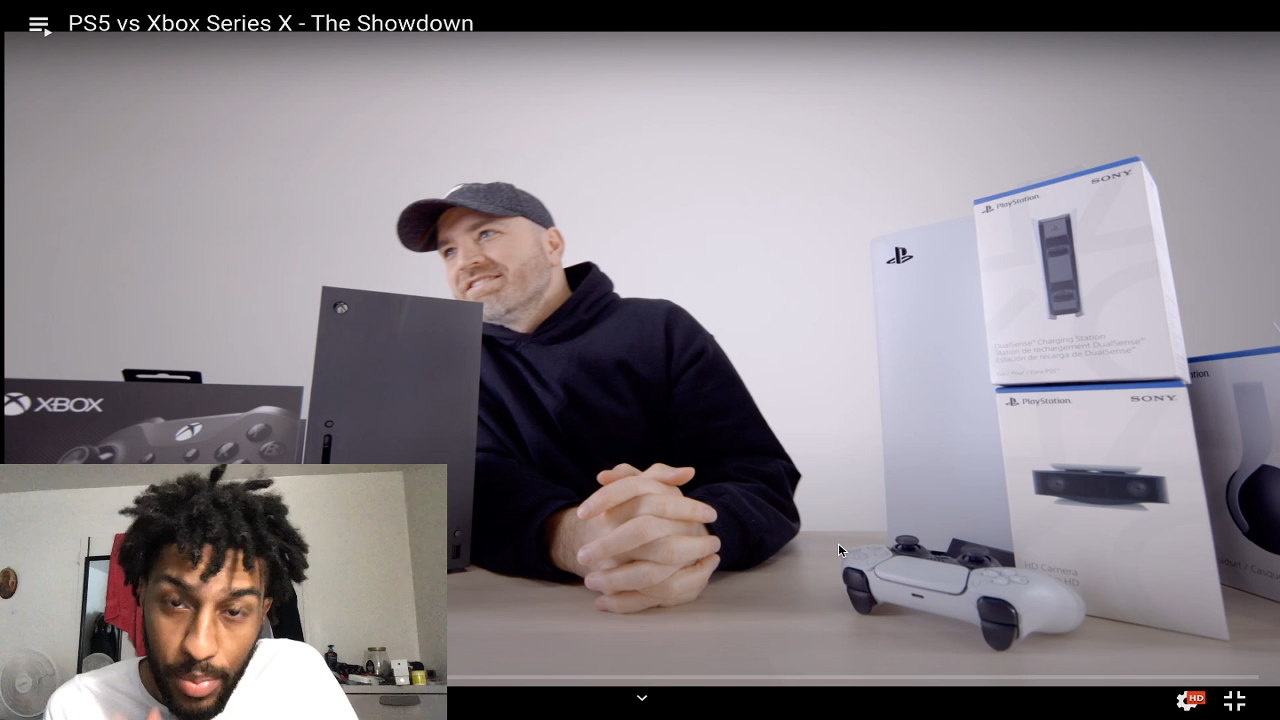 PS5 vs Xbox Series X - The Showdown
SONY
PlayStation
DualSense™ Charging Station
Station de rechargement DualSense™
Estación de recarga de DualSense™
XBOX
PlayStation
SONY
HD Camera
HD
HD